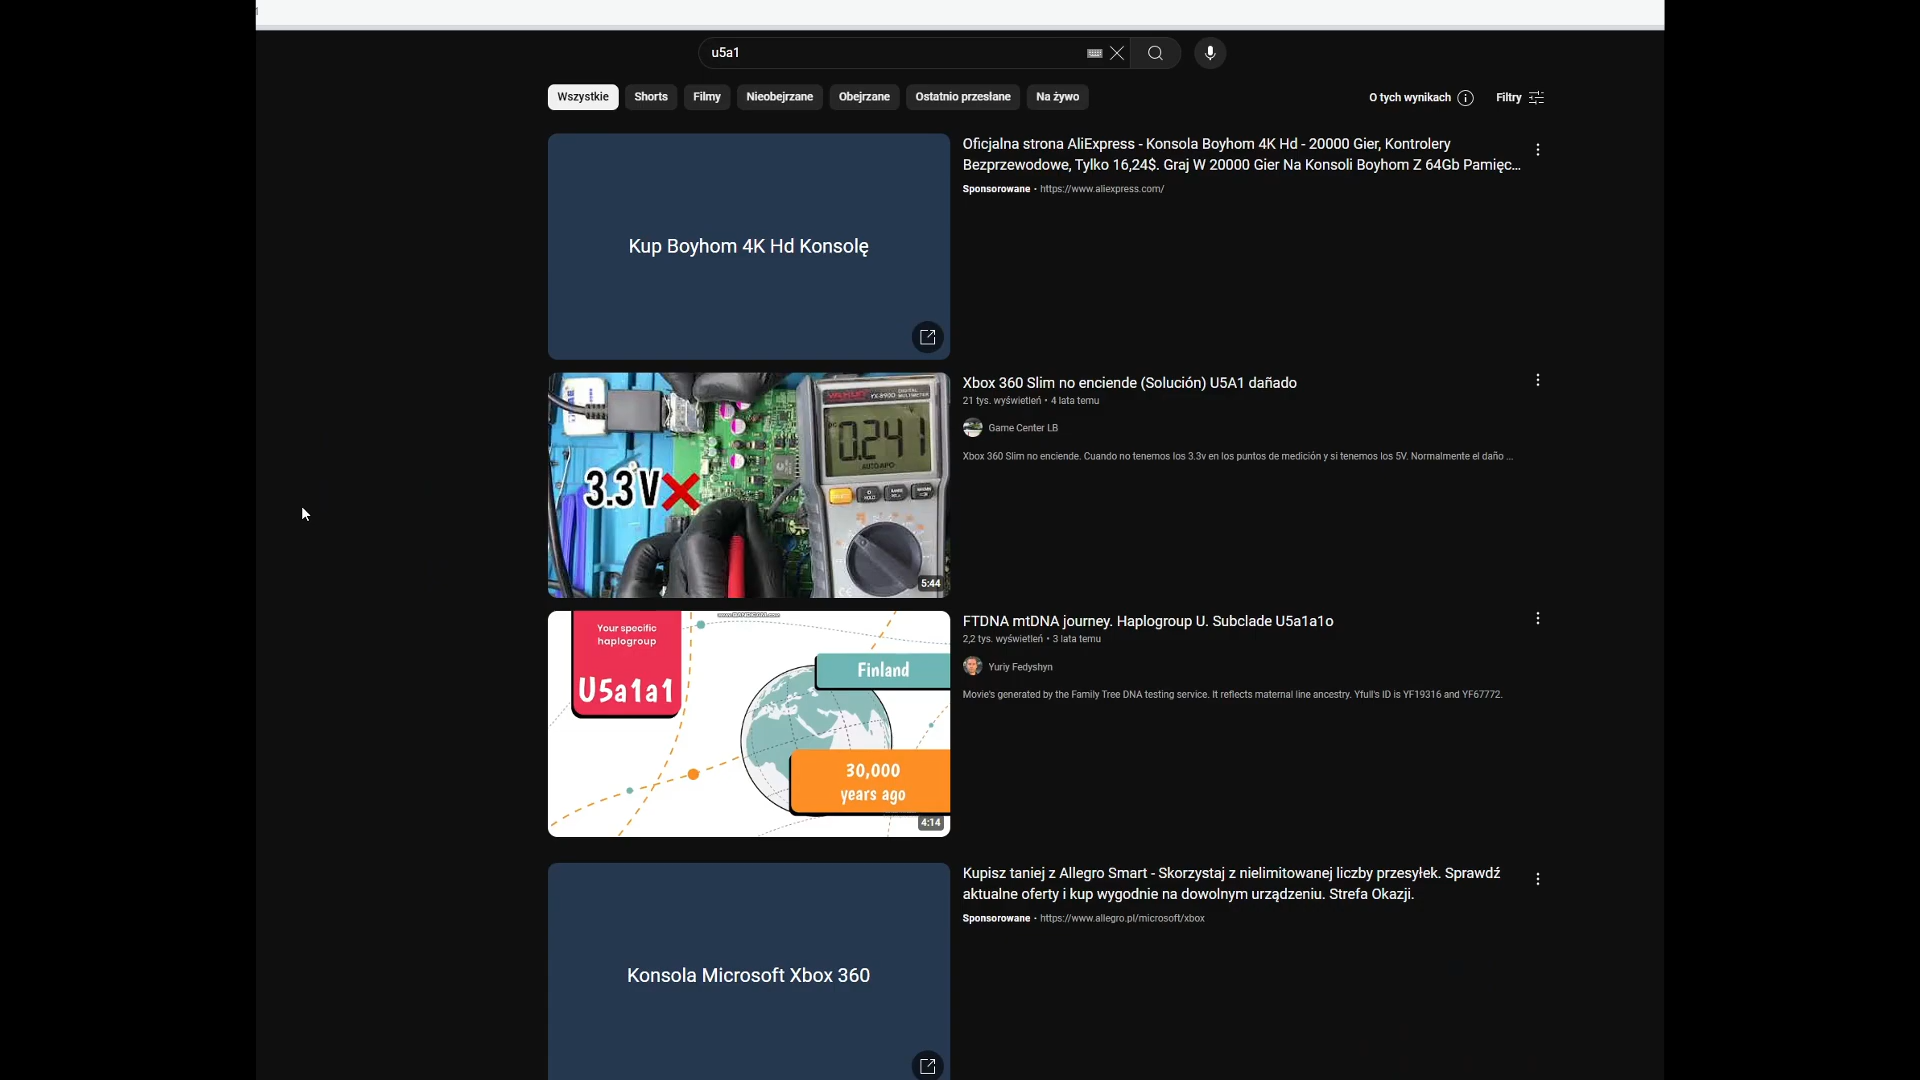 u5a1
Wszystkie Shorts Filmy Nieobejrzane Obejrzane Ostatnio przesłane Na żywo O tych wynikach Filtry
Kup Boyhom 4K Hd Konsolę
Oficjalna strona AliExpress - Konsola Boyhom 4K Hd - 20000 Gier, Kontrolery
Bezprzewodowe, Tylko 16,24$. Graj W 20000 Gier Na Konsoli Boyhom Z 64Gb Pamięc...
Sponsorowane · https://www.aliexpress.com/
3.3V
0.241
AUTO-APO
5:44
Xbox 360 Slim no enciende (Solución) U5A1 dañado
21 tys. wyświetleń • 4 lata temu
Game Center LB
Xbox 360 Slim no enciende. Cuando no tenemos los 3.3v en los puntos de medición y si tenemos los 5V. Normalmente el daño ...
Your specific
haplogroup
U5a1a1
Finland
30,000
years ago
4:14
FTDNA mtDNA journey. Haplogroup U. Subclade U5a1a1o
2,2 tys. wyświetleń • 3 lata temu
Yuriy Fedyshyn
Movie's generated by the Family Tree DNA testing service. It reflects maternal line ancestry. Yfull's ID is YF19316 and YF67772.
Konsola Microsoft Xbox 360
Kupisz taniej z Allegro Smart - Skorzystaj z nielimitowanej liczby przesyłek. Sprawdź
aktualne oferty i kup wygodnie na dowolnym urządzeniu. Strefa Okazji.
Sponsorowane · https://www.allegro.pl/microsoft/xbox